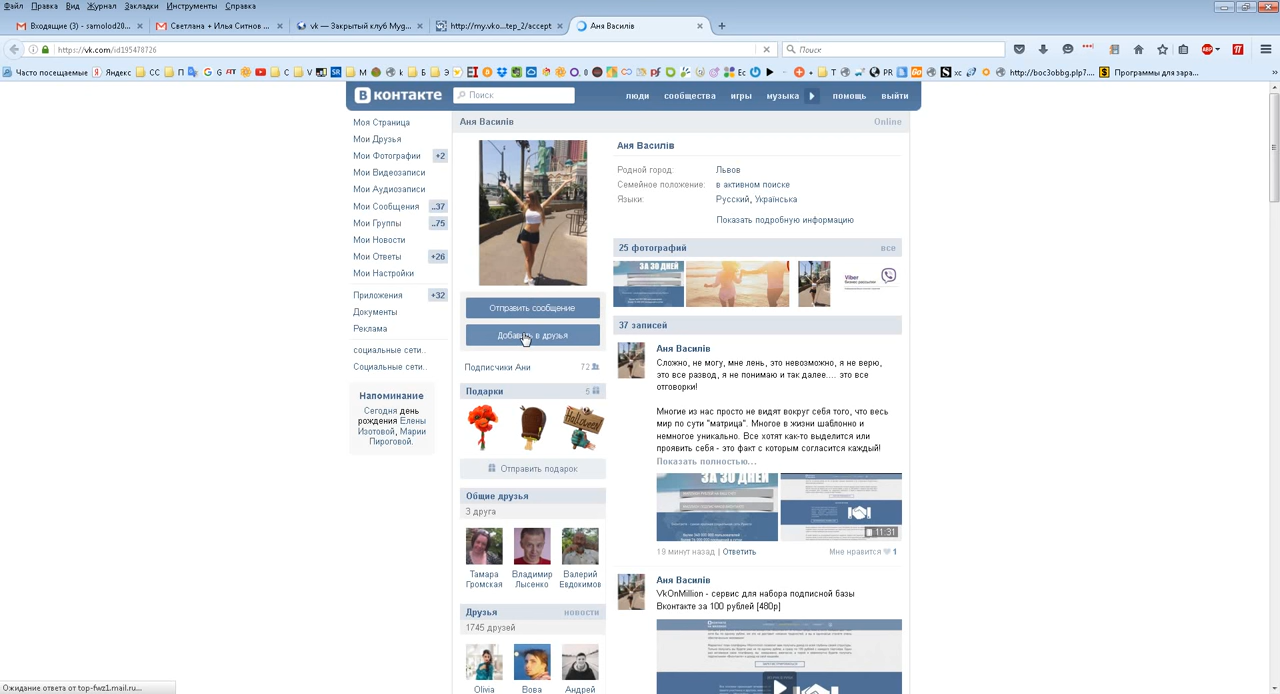 Файл Правка Вид Журнал Закладки Инструменты Справка
Входящие (3) - samolod20...
Светлана + Илья Ситнов ...
vk — Закрытый клуб Myg...
http://my.vko...tep_2/accept
Аня Василів
https://vk.com/id195478726
Поиск
Часто посещаемые Яндекс
http://boc3obbg.plp7...
Программы для зара...
вконтакте
Поиск
люди сообщества игры музыка помощь выйти
Моя Страница
Мои Друзья
Мои Фотографии +2
Мои Видеозаписи
Мои Аудиозаписи
Мои Сообщения ..37
Мои Группы ..75
Мои Новости
Мои Ответы +26
Мои Настройки
Приложения +32
Документы
Реклама
социальные сети..
Социальные сети..
Напоминание
Сегодня день
рождения Елены
Изотовой, Марии
Пироговой.
Аня Василів
Online
Отправить сообщение
Добавить в друзья
Подписчики Ани 72
Подарки 5
Отправить подарок
Общие друзья
3 друга
Тамара
Громская
Владимир
Лысенко
Валерий
Евдокимов
Друзья новости
1745 друзей
Olivia Вова Андрей
Аня Василів
Родной город: Львов
Семейное положение: в активном поиске
Языки: Русский, Українська
Показать подробную информацию
25 фотографий все
ЗА 30 ДНЕЙ
Viber
37 записей
Аня Василів
Сложно, не могу, мне лень, это невозможно, я не верю,
это все развод, я не понимаю и так далее.... это все
отговорки!
Многие из нас просто не видят вокруг себя того, что весь
мир по сути "матрица". Многое в жизни шаблонно и
немногое уникально. Все хотят как-то выделится или
проявить себя - это факт с которым согласится каждый!
Показать полностью...
ЗА 30 ДНЕЙ
11:31
19 минут назад | Ответить
Мне нравится 1
Аня Василів
VkOnMillion - сервис для набора подписной базы
Вконтакте за 100 рублей [480p]